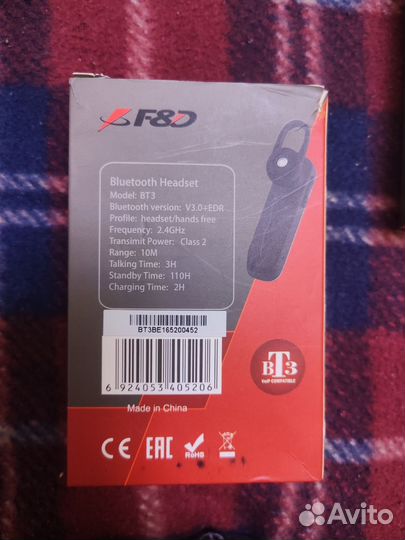 F&D
Bluetooth Headset
Model: BT3
Bluetooth version: V3.0+EDR
Profile: headset/hands free
Frequency: 2.4GHz
Transimit Power: Class 2
Range: 10M
Talking Time: 3H
Standby Time: 110H
Charging Time: 2H
BT3BE165200452
6 924053 405206
BT3
VoIP COMPATIBLE
Made in China
CE EAC RoHS
Avito